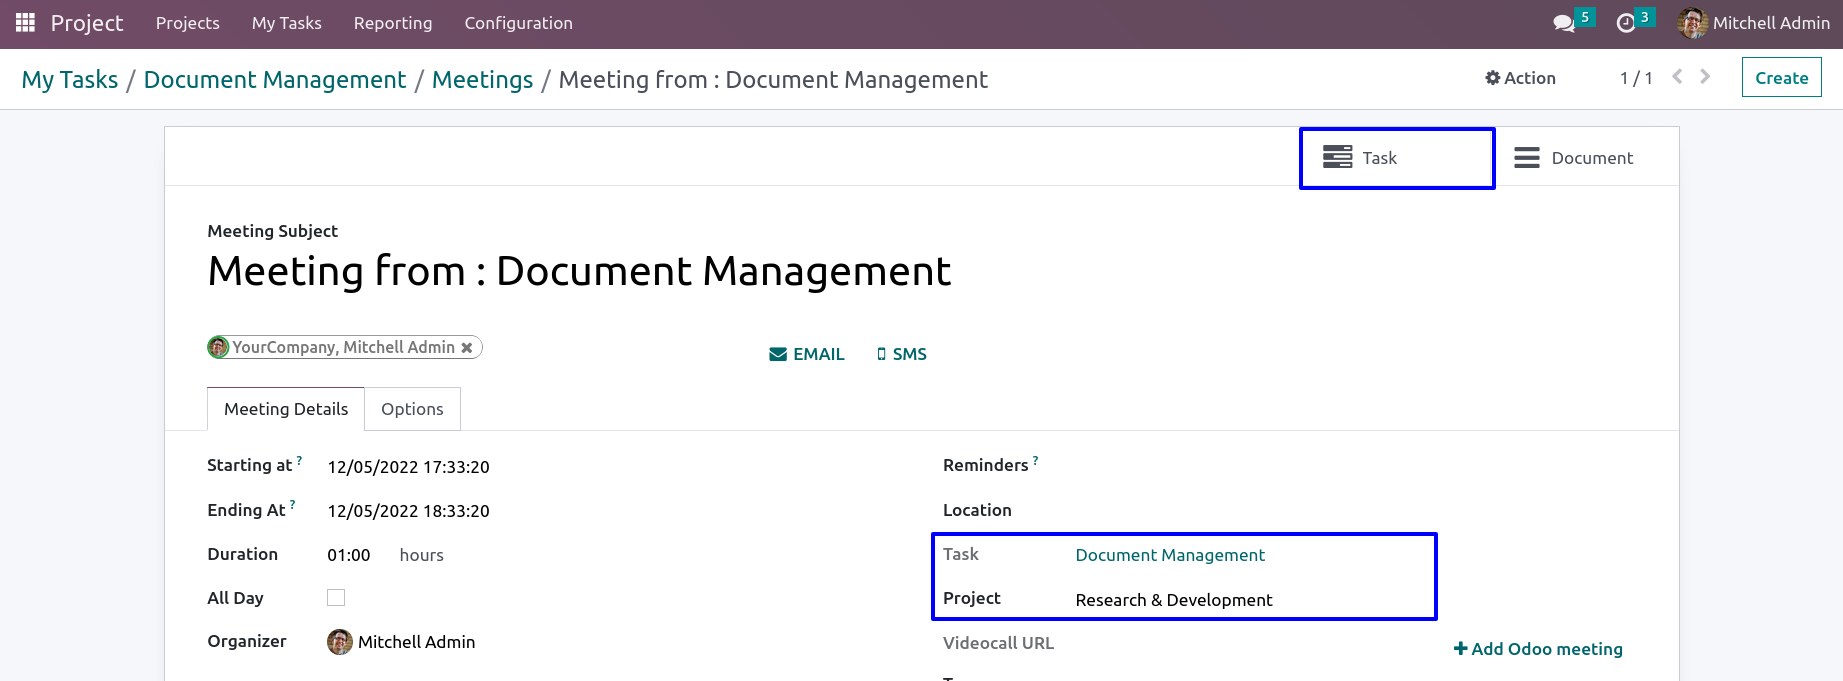 Project Projects My Tasks Reporting Configuration 5 3 Mitchell Admin
My Tasks / Document Management / Meetings / Meeting from : Document Management Action 1 / 1 Create
Task Document
Meeting Subject
Meeting from : Document Management
YourCompany, Mitchell Admin EMAIL SMS
Meeting Details Options
Starting at ? 12/05/2022 17:33:20 Reminders ?
Ending At ? 12/05/2022 18:33:20 Location
Duration 01:00 hours Task Document Management
All Day Project Research & Development
Organizer Mitchell Admin Videocall URL
Add Odoo meeting